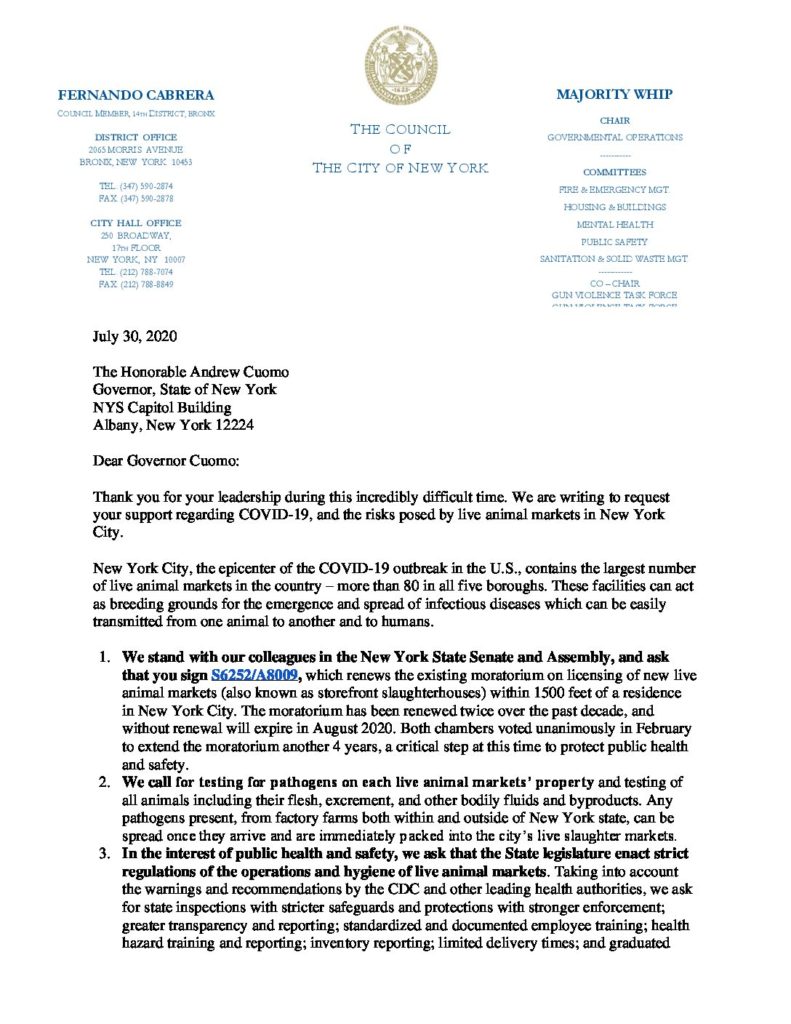 FERNANDO CABRERA
COUNCIL MEMBER, 14TH DISTRICT, BRONX
DISTRICT OFFICE
2065 MORRIS AVENUE
BRONX, NEW YORK 10453
TEL. (347) 590-2874
FAX. (347) 590-2878
CITY HALL OFFICE
250 BROADWAY,
17TH FLOOR
NEW YORK, NY 10007
TEL. (212) 788-7074
FAX. (212) 788-8849
THE COUNCIL
OF
THE CITY OF NEW YORK
MAJORITY WHIP
CHAIR
GOVERNMENTAL OPERATIONS
-----------
COMMITTEES
FIRE & EMERGENCY MGT.
HOUSING & BUILDINGS
MENTAL HEALTH
PUBLIC SAFETY
SANITATION & SOLID WASTE MGT
------------
CO – CHAIR
GUN VIOLENCE TASK FORCE
GUN VIOLENCE TASK FORCE
July 30, 2020
The Honorable Andrew Cuomo
Governor, State of New York
NYS Capitol Building
Albany, New York 12224
Dear Governor Cuomo:
Thank you for your leadership during this incredibly difficult time. We are writing to request
your support regarding COVID-19, and the risks posed by live animal markets in New York
City.
New York City, the epicenter of the COVID-19 outbreak in the U.S., contains the largest number
of live animal markets in the country – more than 80 in all five boroughs. These facilities can act
as breeding grounds for the emergence and spread of infectious diseases which can be easily
transmitted from one animal to another and to humans.
1. We stand with our colleagues in the New York State Senate and Assembly, and ask
that you sign S6252/A8009, which renews the existing moratorium on licensing of new live
animal markets (also known as storefront slaughterhouses) within 1500 feet of a residence
in New York City. The moratorium has been renewed twice over the past decade, and
without renewal will expire in August 2020. Both chambers voted unanimously in February
to extend the moratorium another 4 years, a critical step at this time to protect public health
and safety.
2. We call for testing for pathogens on each live animal markets’ property and testing of
all animals including their flesh, excrement, and other bodily fluids and byproducts. Any
pathogens present, from factory farms both within and outside of New York state, can be
spread once they arrive and are immediately packed into the city’s live slaughter markets.
3. In the interest of public health and safety, we ask that the State legislature enact strict
regulations of the operations and hygiene of live animal markets. Taking into account
the warnings and recommendations by the CDC and other leading health authorities, we ask
for state inspections with stricter safeguards and protections with stronger enforcement;
greater transparency and reporting; standardized and documented employee training; health
hazard training and reporting; inventory reporting; limited delivery times; and graduated